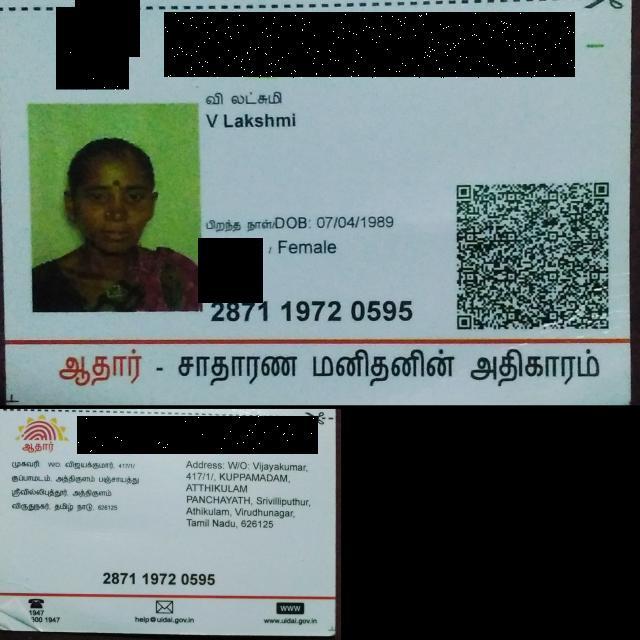 வி லட்சுமி
V Lakshmi
பிறந்த நாள்/DOB: 07/04/1989
/ Female
2871 1972 0595
ஆதார் - சாதாரண மனிதனின் அதிகாரம்
ஆதார்
முகவரி: W/O: விஜயக்குமார், 417/1/
குப்பாமடம், அத்திகுளம் பஞ்சாயத்து
ஸ்ரீவில்லிபுத்தூர், அத்திகுளம்
விருதுநகர், தமிழ் நாடு, 626125
Address: W/O: Vijayakumar,
417/1/, KUPPAMADAM,
ATTHIKULAM
PANCHAYATH, Srivilliputhur,
Athikulam, Virudhunagar,
Tamil Nadu, 626125
2871 1972 0595
1947
300 1947
help@uidai.gov.in
WWW
www.uidai.gov.in